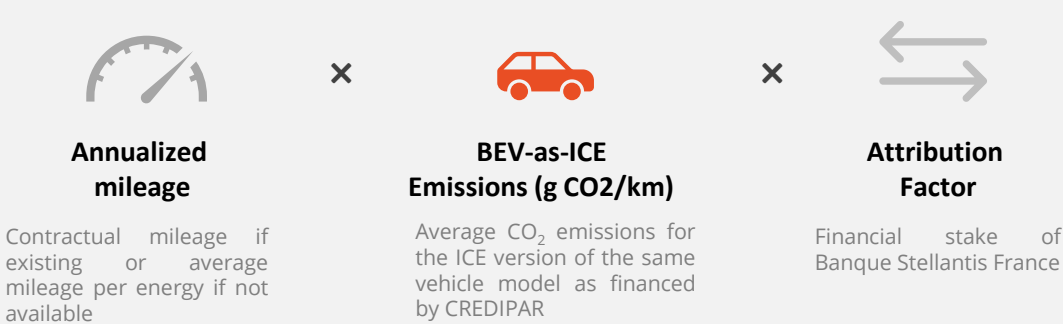 ×
×
Annualized
mileage
Contractual mileage if
existing or average
mileage per energy if not
available
BEV-as-ICE
Emissions (g CO2/km)
Average CO₂ emissions for
the ICE version of the same
vehicle model as financed
by CREDIPAR
Attribution
Factor
Financial stake of
Banque Stellantis France